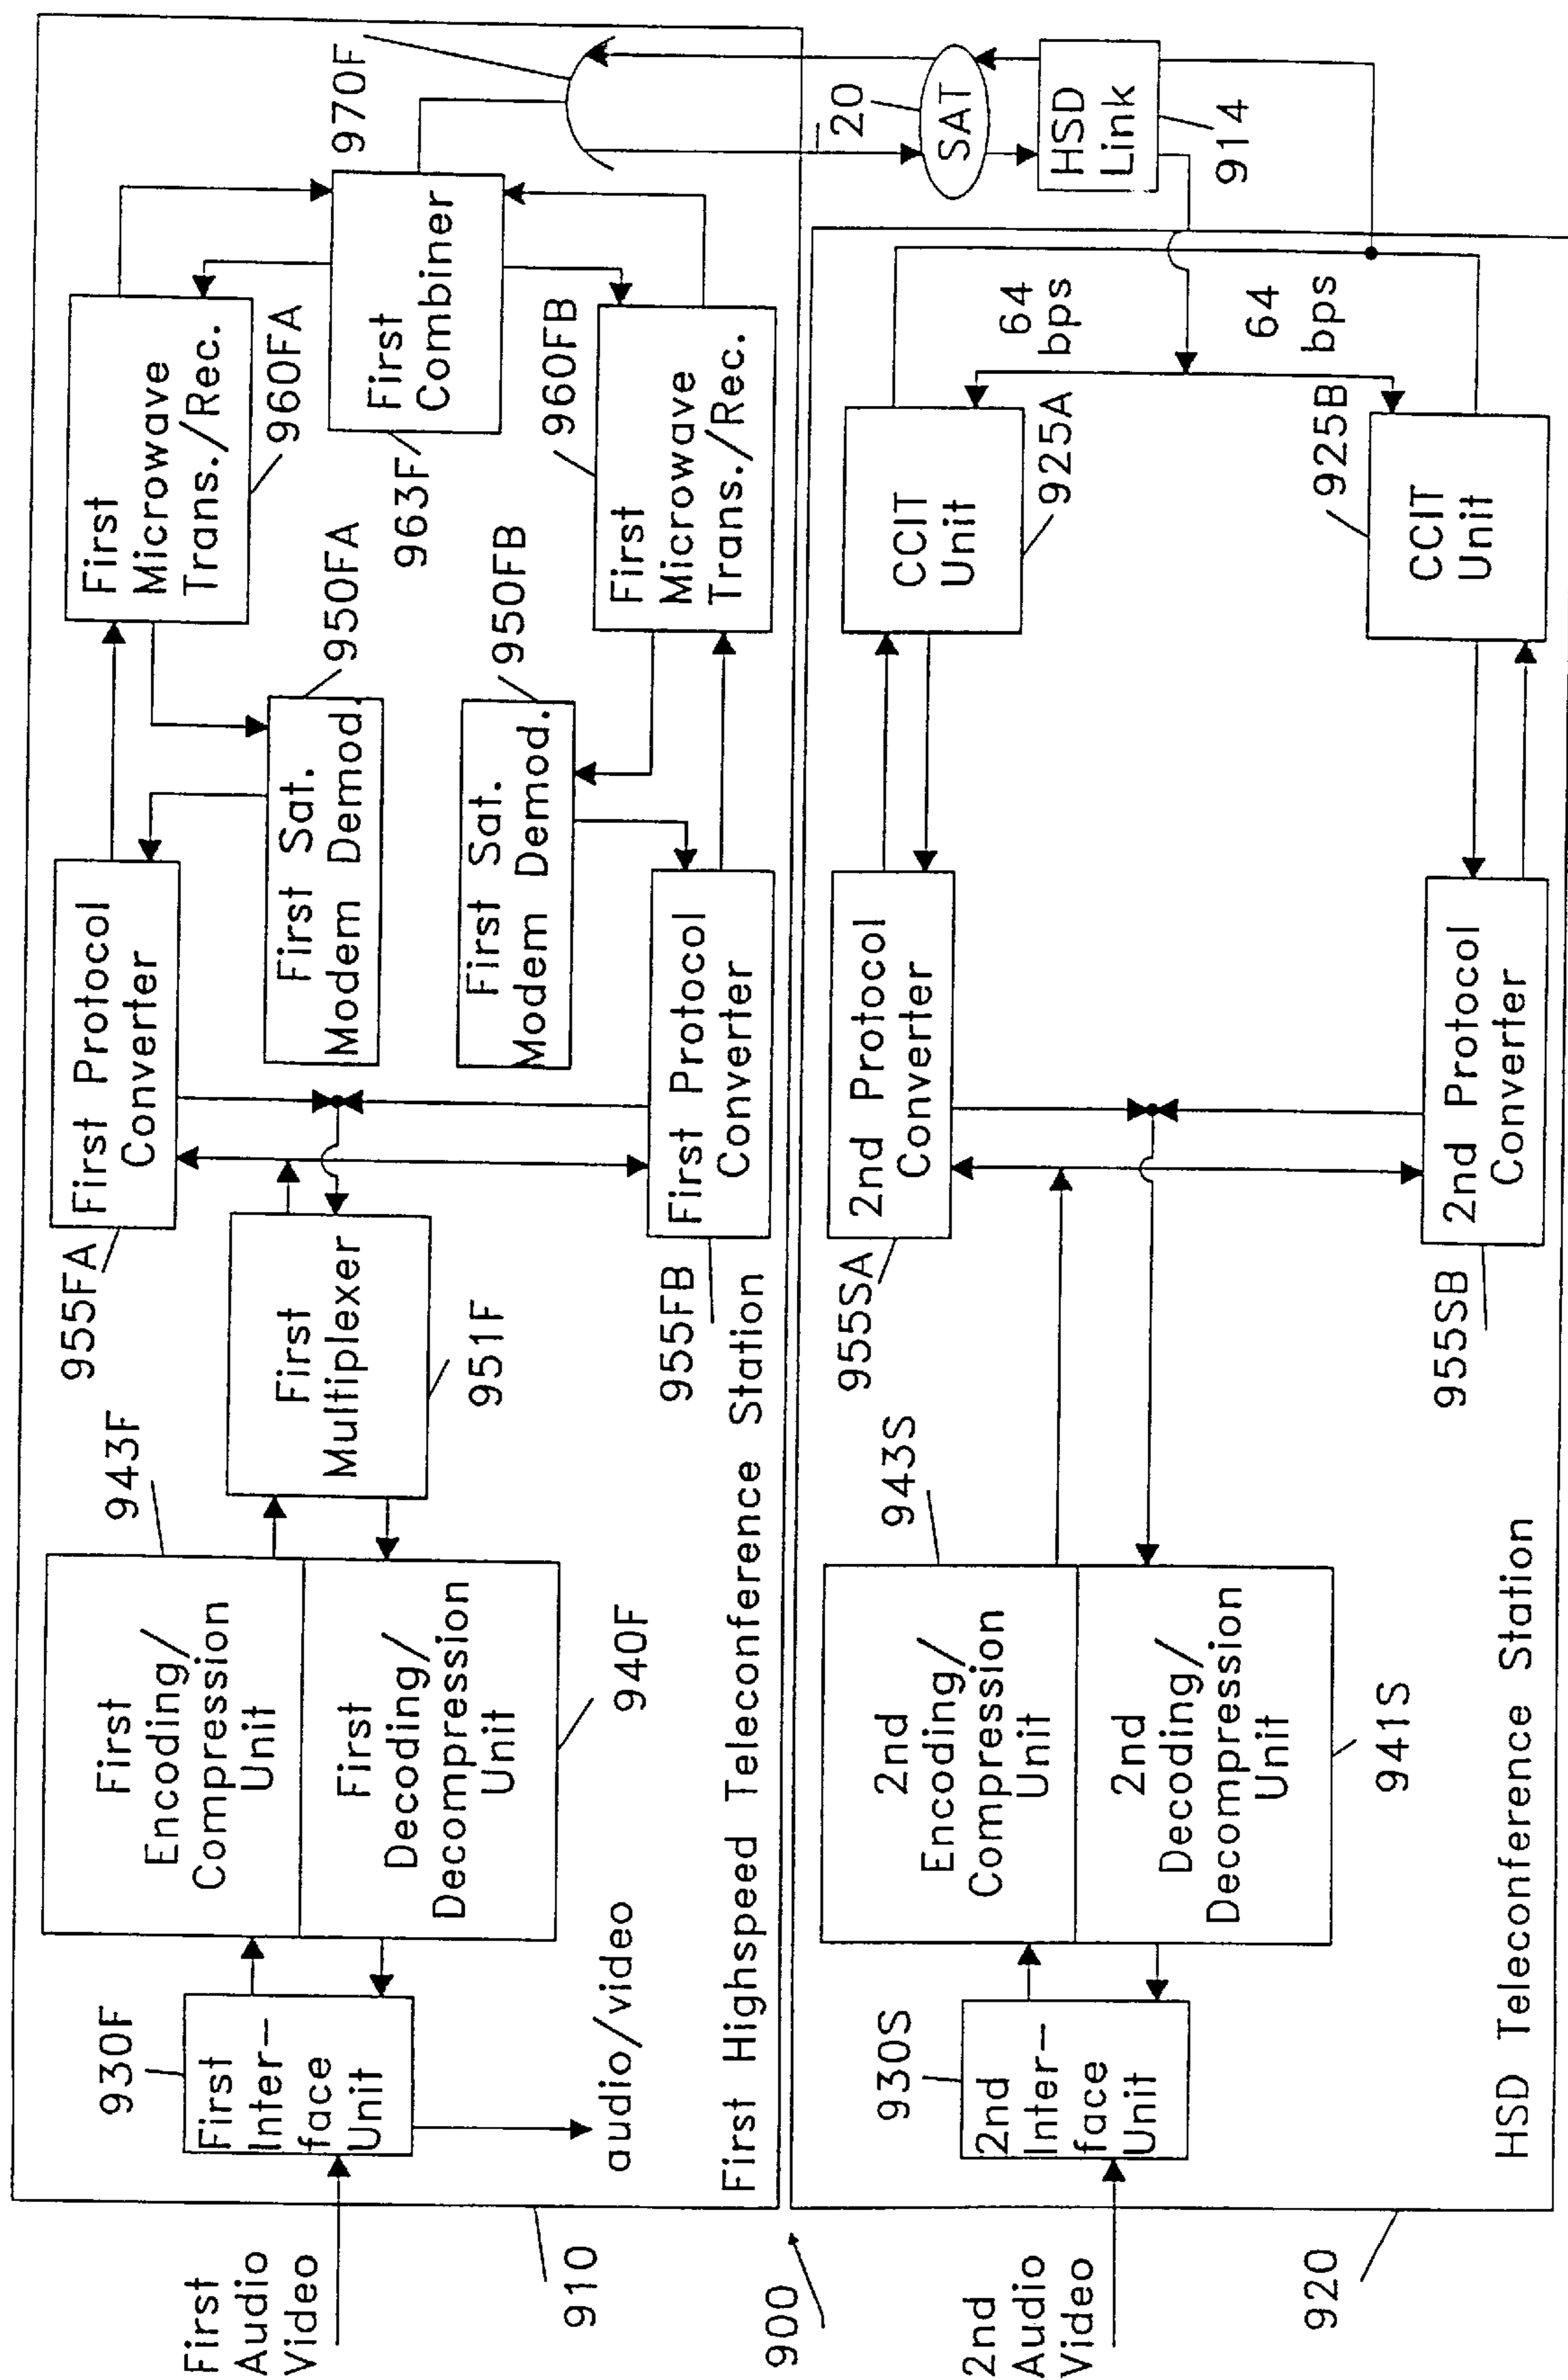 First
Audio
Video
910
930F
First
Inter-
face
Unit
audio/video
First
Encoding/
Compression
Unit
943F
First
Decoding/
Decompression
Unit
940F
First
Multiplexer
951F
955FA
First Protocol
Converter
First Sat.
Modem Demod.
950FA
First Sat.
Modem Demod.
950FB
955FB
First Protocol
Converter
First
Microwave
Trans./Rec.
960FA
963F
First
Combiner
960FB
First
Microwave
Trans./Rec.
970F
First Highspeed Teleconference Station
20
SAT
HSD
Link
914
900
2nd
Audio
Video
920
930S
2nd
Inter-
face
Unit
2nd
Encoding/
Compression
Unit
943S
2nd
Decoding/
Decompression
Unit
941S
955SA
2nd Protocol
Converter
955SB
2nd Protocol
Converter
CCIT
Unit
925A
64
bps
64
bps
925B
CCIT
Unit
HSD Teleconference Station